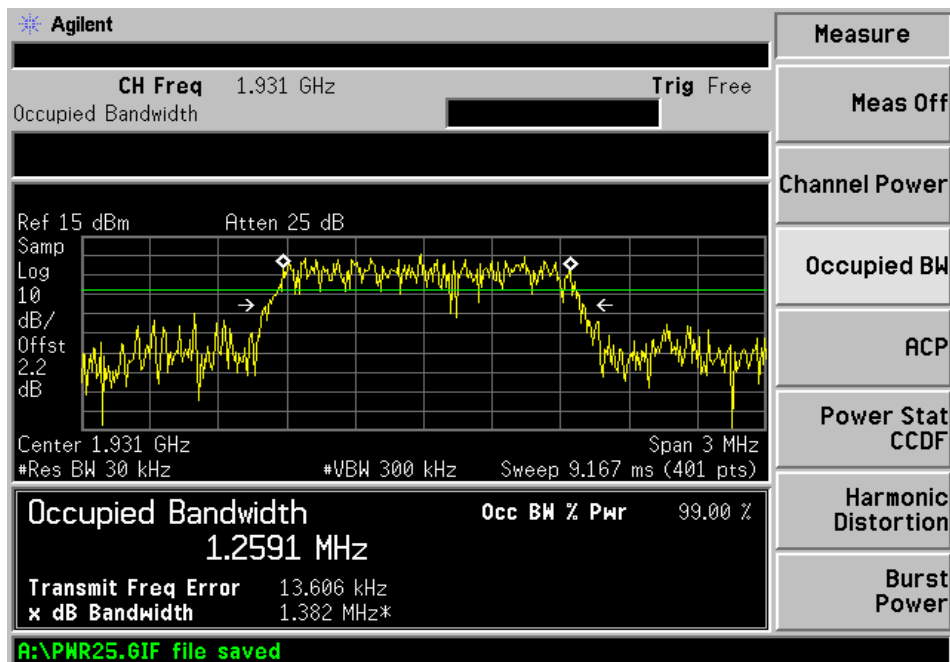 Agilent
Measure
CH Freq 1.931 GHz Trig Free
Occupied Bandwidth
Meas Off
Channel Power
Ref 15 dBm Atten 25 dB
Samp
Log
10
dB/
Offst
2.2
dB
Occupied BW
ACP
Center 1.931 GHz Span 3 MHz
#Res BW 30 kHz #VBW 300 kHz Sweep 9.167 ms (401 pts)
Power Stat
CCDF
Occupied Bandwidth Occ BW % Pwr 99.00 %
1.2591 MHz
Transmit Freq Error 13.606 kHz
x dB Bandwidth 1.382 MHz*
Harmonic
Distortion
Burst
Power
A:\PWR25.GIF file saved